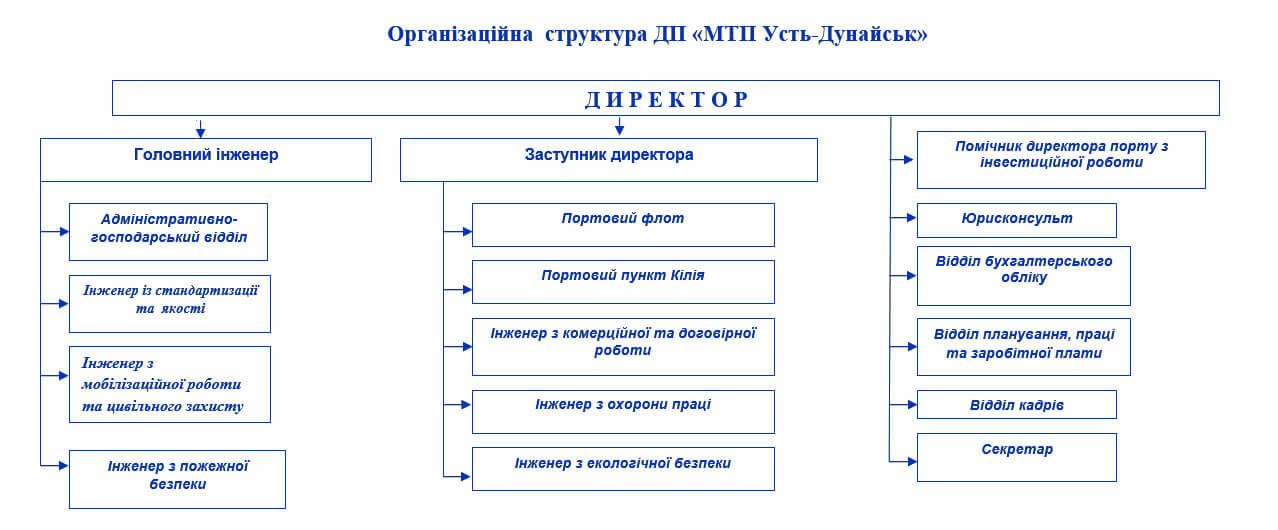 Організаційна структура ДП «МТП Усть-Дунайськ»
Д И Р Е К Т О Р
Головний інженер
Адміністративно-
господарський відділ
Інженер із стандартизації
та якості
Інженер з
мобілізаційної роботи
та цивільного захисту
Інженер з пожежної
безпеки
Заступник директора
Портовий флот
Портовий пункт Кілія
Інженер з комерційної та договірної
роботи
Інженер з охорони праці
Інженер з екологічної безпеки
Помічник директора порту з
інвестиційної роботи
Юрисконсульт
Відділ бухгалтерського
обліку
Відділ планування, праці
та заробітної плати
Відділ кадрів
Секретар